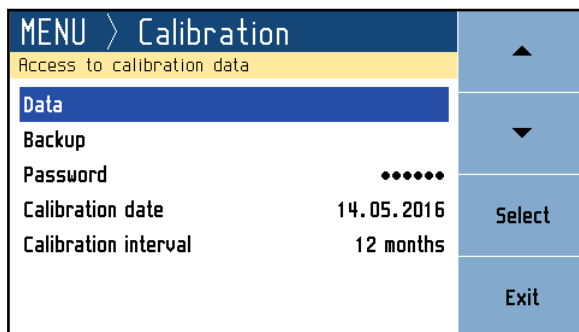 MENU > Calibration
Access to calibration data
Data
Backup
Password ••••••
Calibration date 14.05.2016
Calibration interval 12 months
Select
Exit